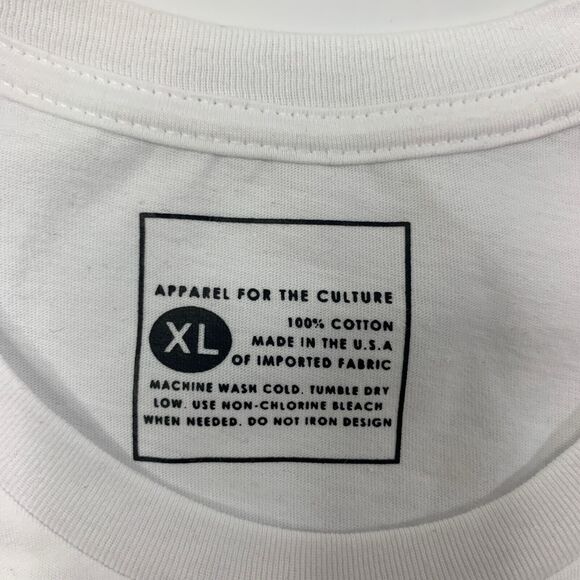 APPAREL FOR THE CULTURE
XL
100% COTTON
MADE IN THE U.S.A
OF IMPORTED FABRIC
MACHINE WASH COLD. TUMBLE DRY
LOW. USE NON-CHLORINE BLEACH
WHEN NEEDED. DO NOT IRON DESIGN